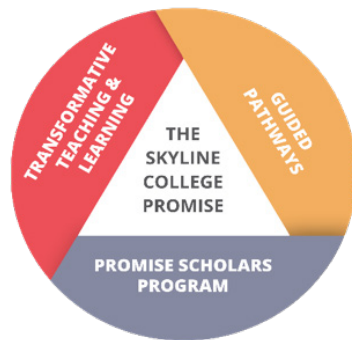 TRANSFORMATIVE
TEACHING &
LEARNING
GUIDED
PATHWAYS
THE
SKYLINE
COLLEGE
PROMISE
PROMISE SCHOLARS
PROGRAM